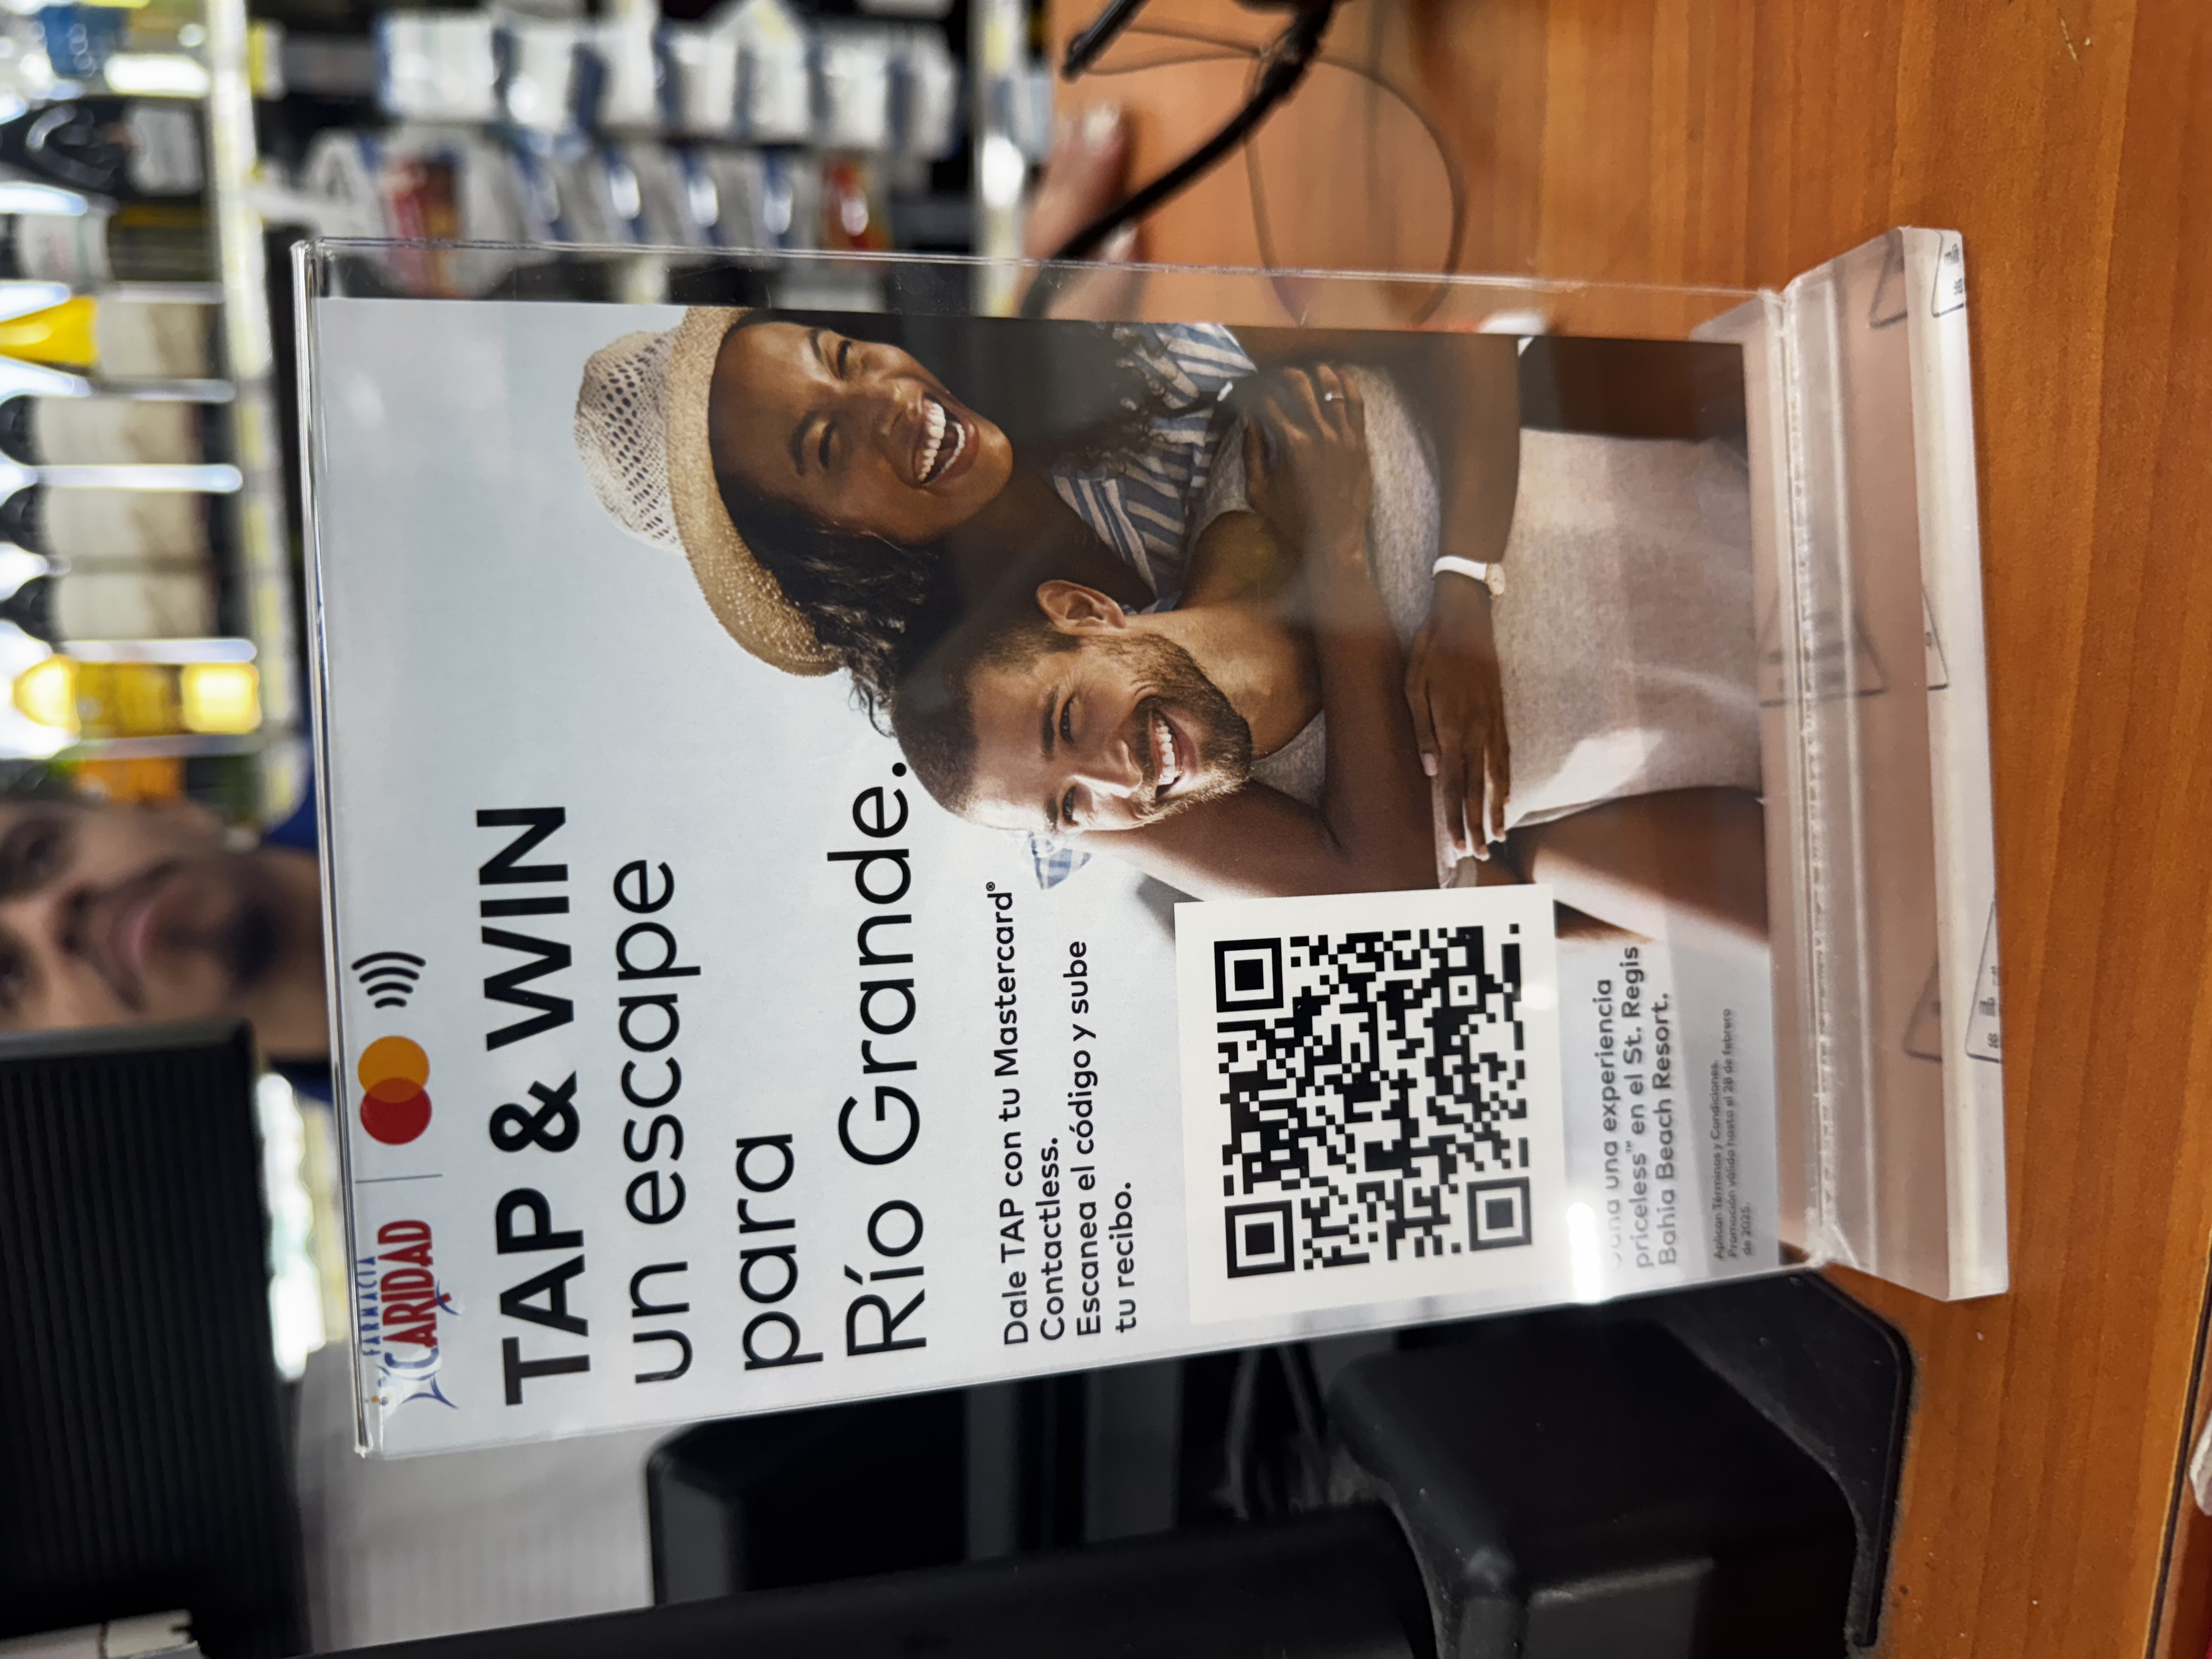 FARMACIA
CARIDAD
TAP & WIN
un escape
para
Río Grande.
Dale TAP con tu Mastercard®
Contactless.
Escanea el código y sube
tu recibo.
una experiencia
priceless™ en el St. Regis
Bahia Beach Resort.
Aplican Términos y Condiciones.
Promoción válida hasta el 28 de febrero
de 2025.